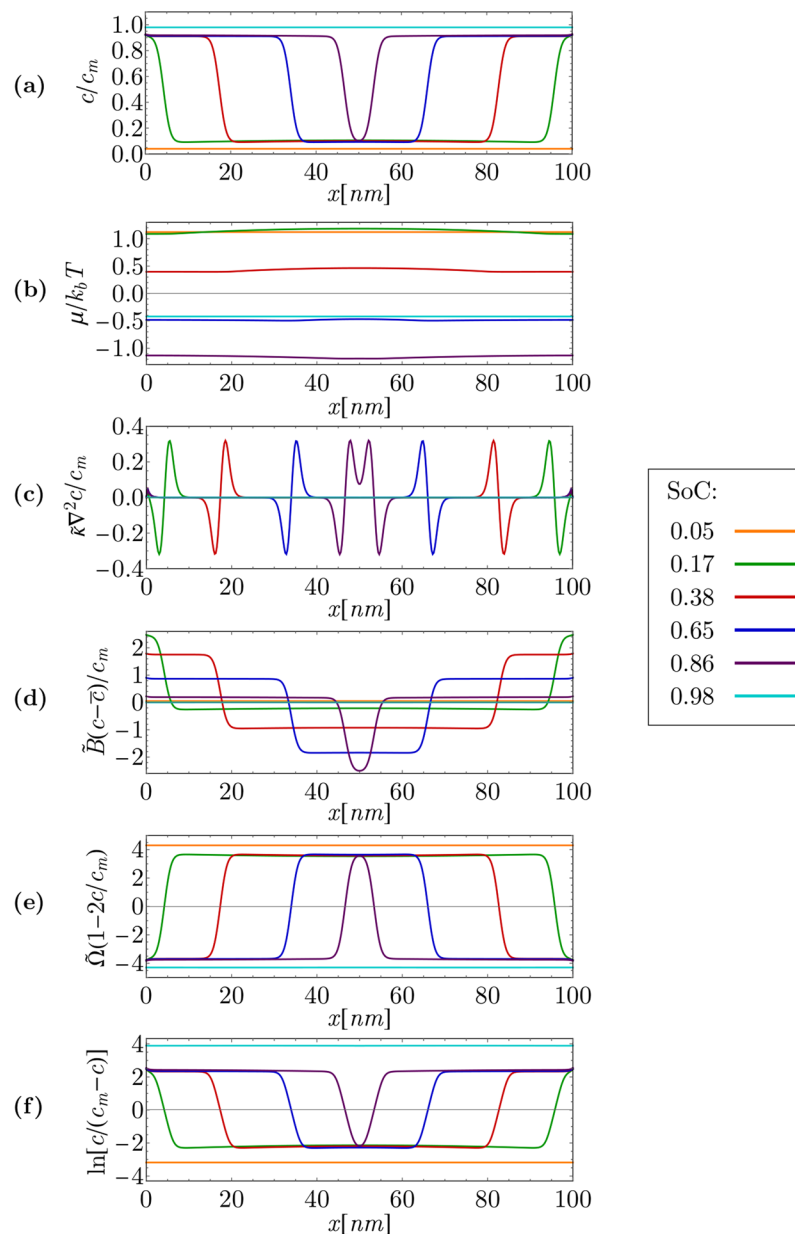 (a)
c/c_m
1.0
0.8
0.6
0.4
0.2
0.0
0 20 40 60 80 100
x[nm]
(b)
μ/k_b T
1.0
0.5
0.0
−0.5
−1.0
0 20 40 60 80 100
x[nm]
(c)
κ̃∇²c/c_m
0.4
0.2
0.0
−0.2
−0.4
0 20 40 60 80 100
x[nm]
(d)
B̃(c−c̅)/c_m
2
1
0
−1
−2
0 20 40 60 80 100
x[nm]
(e)
Ω̃(1−2c/c_m)
4
2
0
−2
−4
0 20 40 60 80 100
x[nm]
(f)
ln[c/(c_m−c)]
4
2
0
−2
−4
0 20 40 60 80 100
x[nm]
SoC:
0.05
0.17
0.38
0.65
0.86
0.98